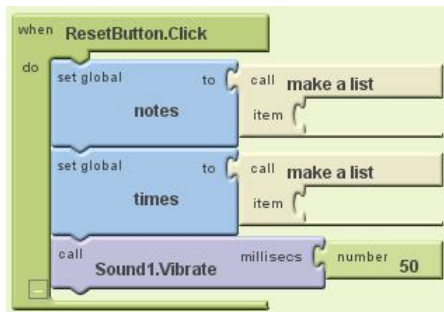 when ResetButton.Click
do
set global to call make a list
notes item
set global to call make a list
times item
call millisecs number
Sound1.Vibrate 50